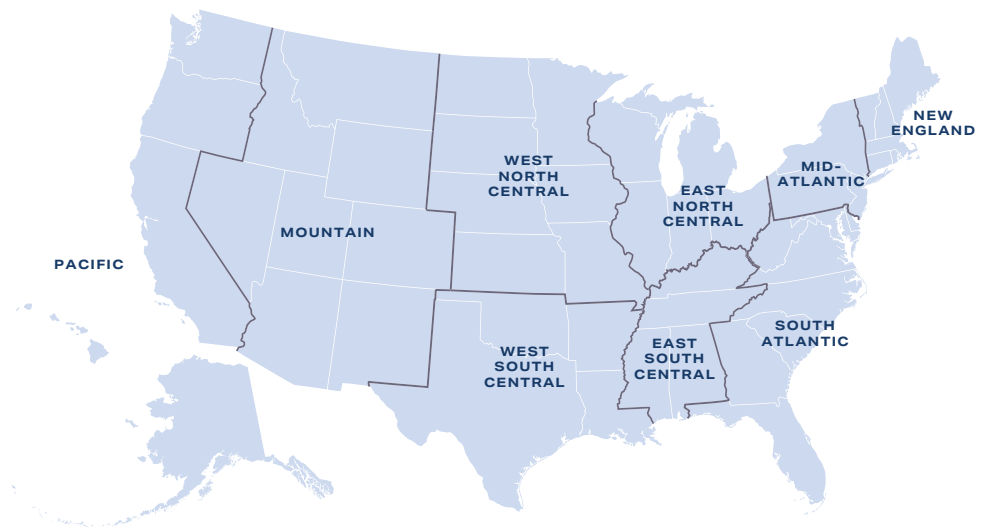 NEW
ENGLAND
MID-
ATLANTIC
WEST
NORTH
CENTRAL
EAST
NORTH
CENTRAL
MOUNTAIN
PACIFIC
SOUTH
ATLANTIC
EAST
SOUTH
CENTRAL
WEST
SOUTH
CENTRAL